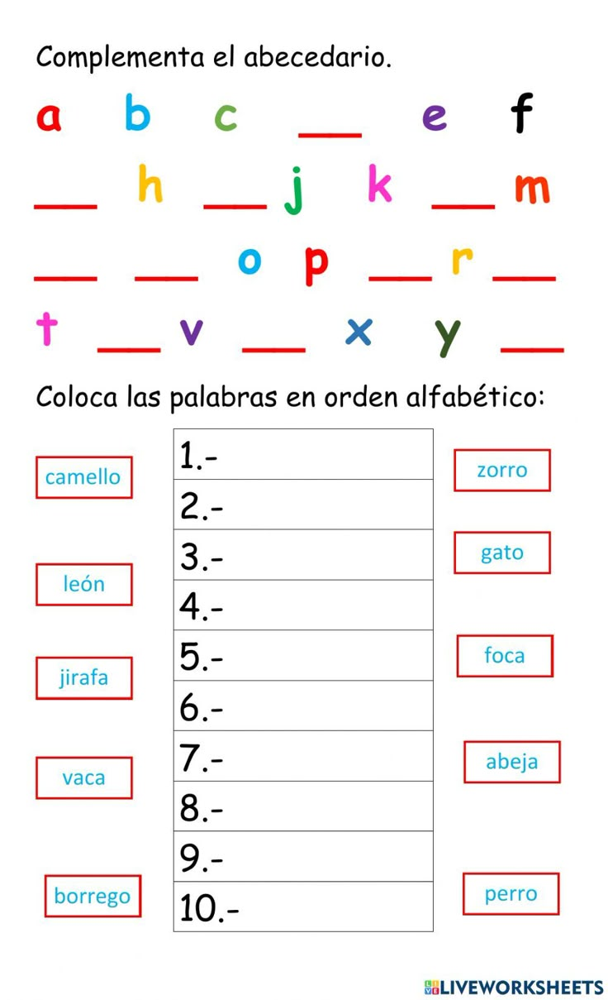 Complementa el abecedario.
a b c ___ e f
___ h ___ j k ___ m
___ ___ o p ___ r ___
t ___ v ___ x y ___
Coloca las palabras en orden alfabético:
1.-
2.-
3.-
4.-
5.-
6.-
7.-
8.-
9.-
10.-
camello
león
jirafa
vaca
borrego
zorro
gato
foca
abeja
perro
LIVEWORKSHEETS